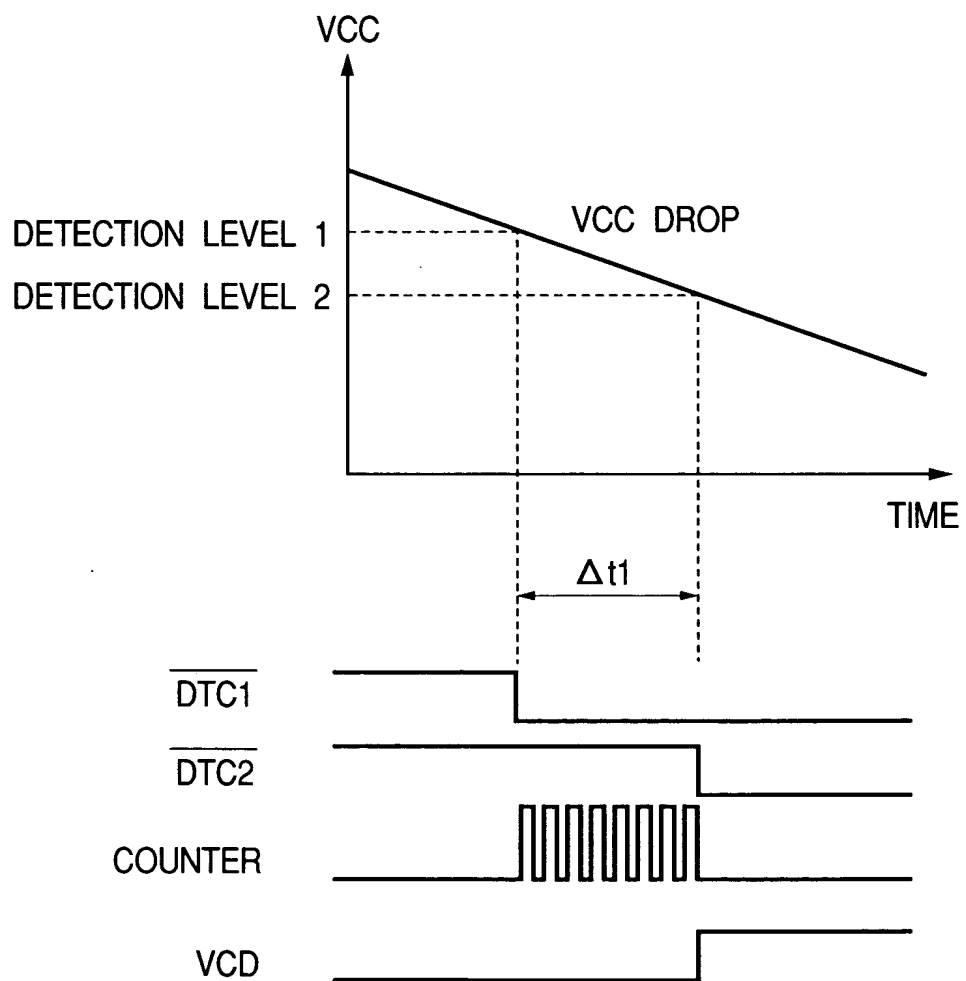 VCC
DETECTION LEVEL 1
VCC DROP
DETECTION LEVEL 2
TIME
Δt1
DTC1
DTC2
COUNTER
VCD